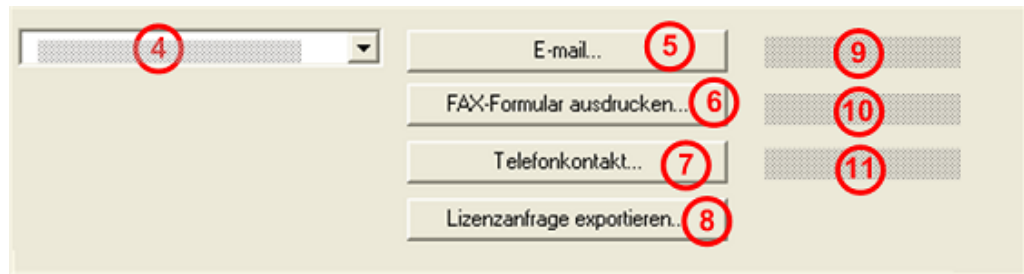 4
E-mail... 5
9
FAX-Formular ausdrucken... 6
10
Telefonkontakt... 7
11
Lizenzanfrage exportieren... 8